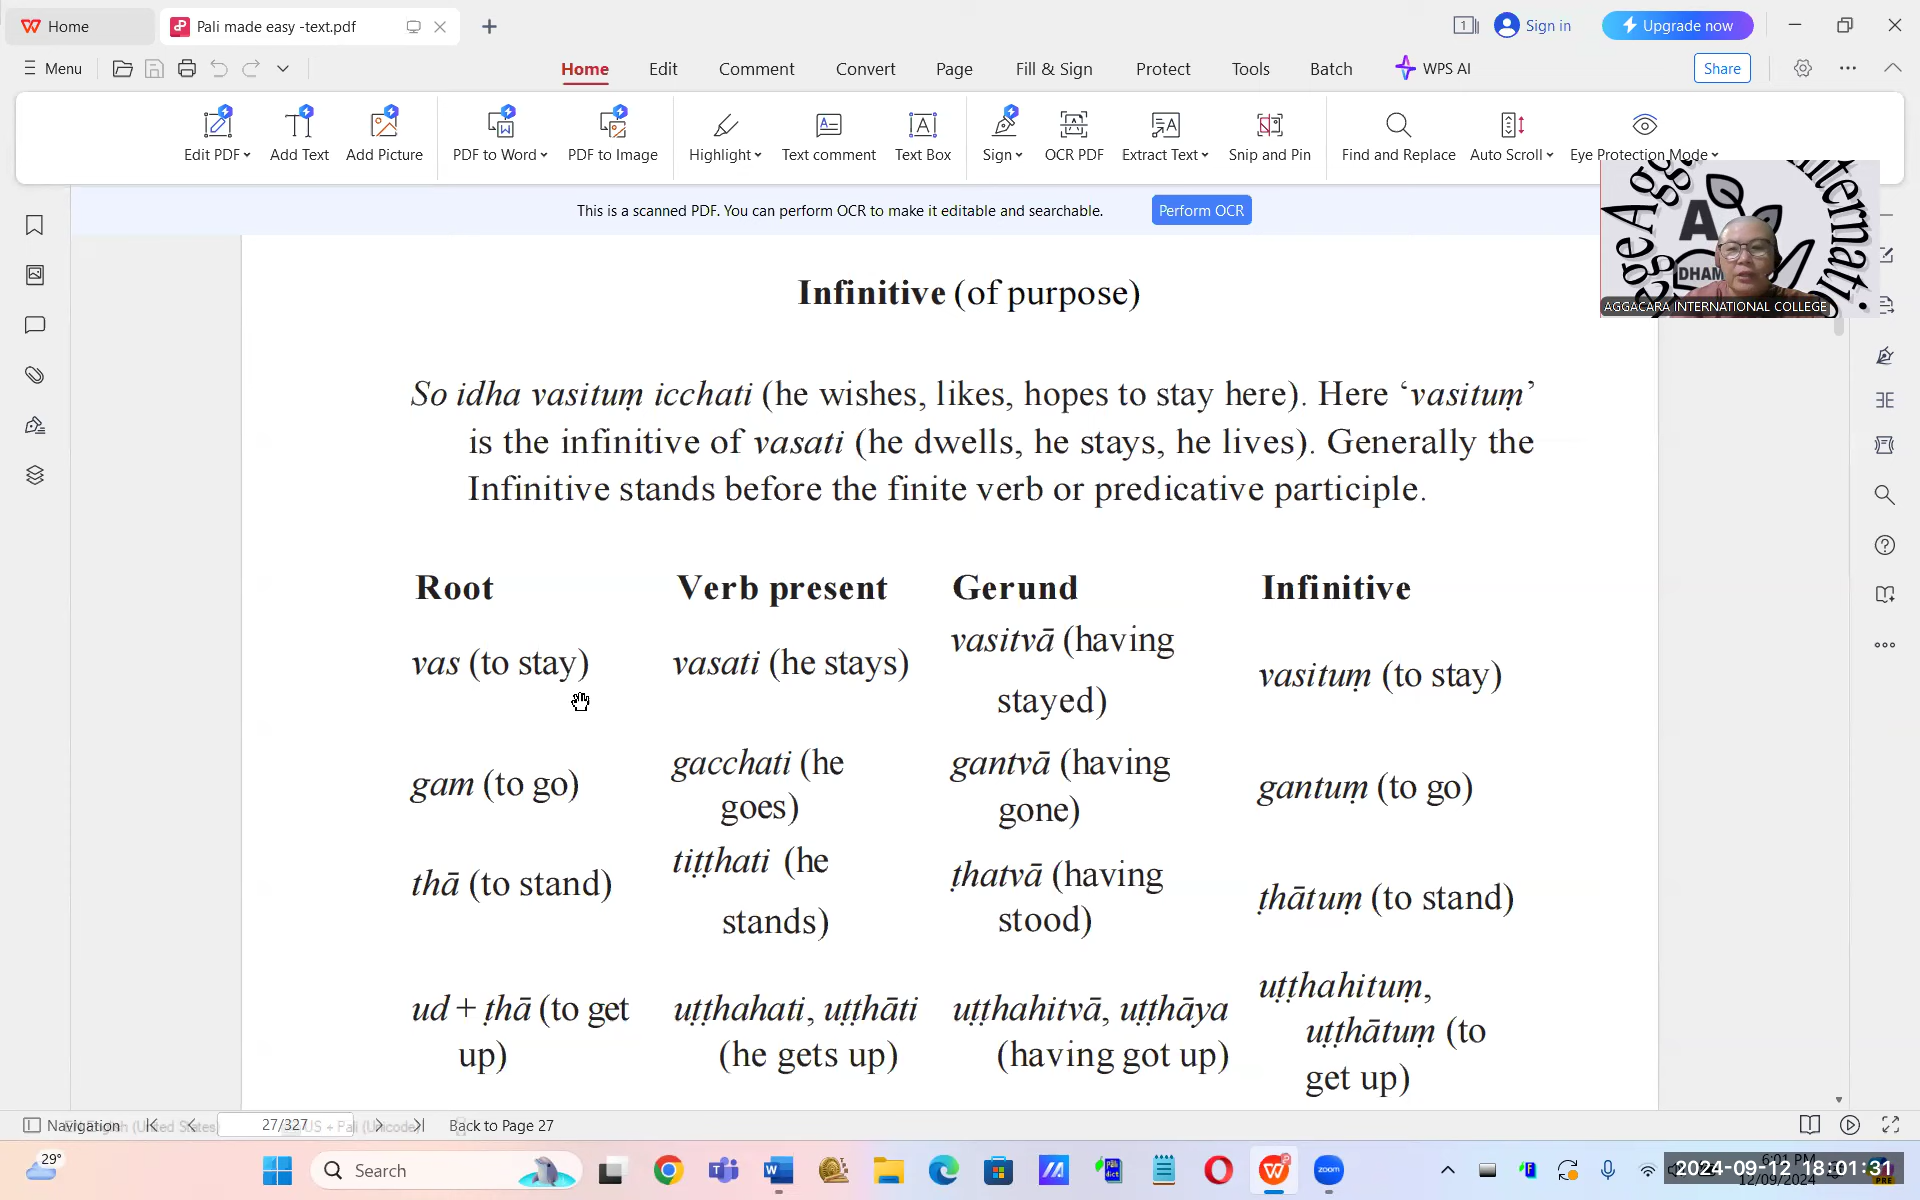 Home
Pali made easy -text.pdf
Sign in
Upgrade now
Menu
Home Edit Comment Convert Page Fill & Sign Protect Tools Batch WPS AI
Share
Edit PDF Add Text Add Picture PDF to Word PDF to Image Highlight Text comment Text Box Sign OCR PDF Extract Text Snip and Pin Find and Replace Auto Scroll Eye Protection Mode
This is a scanned PDF. You can perform OCR to make it editable and searchable.
Perform OCR
AGGACARA INTERNATIONAL COLLEGE
Infinitive (of purpose)
So idha vasituṃ icchati (he wishes, likes, hopes to stay here). Here ‘vasituṃ’
is the infinitive of vasati (he dwells, he stays, he lives). Generally the
Infinitive stands before the finite verb or predicative participle.
Root Verb present Gerund Infinitive
vas (to stay) vasati (he stays) vasitvā (having
stayed) vasituṃ (to stay)
gam (to go) gacchati (he
goes) gantvā (having
gone) gantuṃ (to go)
thā (to stand) tiṭṭhati (he
stands) ṭhatvā (having
stood) ṭhātuṃ (to stand)
ud + ṭhā (to get
up) uṭṭhahati, uṭṭhāti
(he gets up) uṭṭhahitvā, uṭṭhāya
(having got up) uṭṭhahituṃ,
uṭṭhātuṃ (to
get up)
Navigation
27/327
Back to Page 27
29°
Search
zoom
2024-09-12 18:01:31
12/09/2024